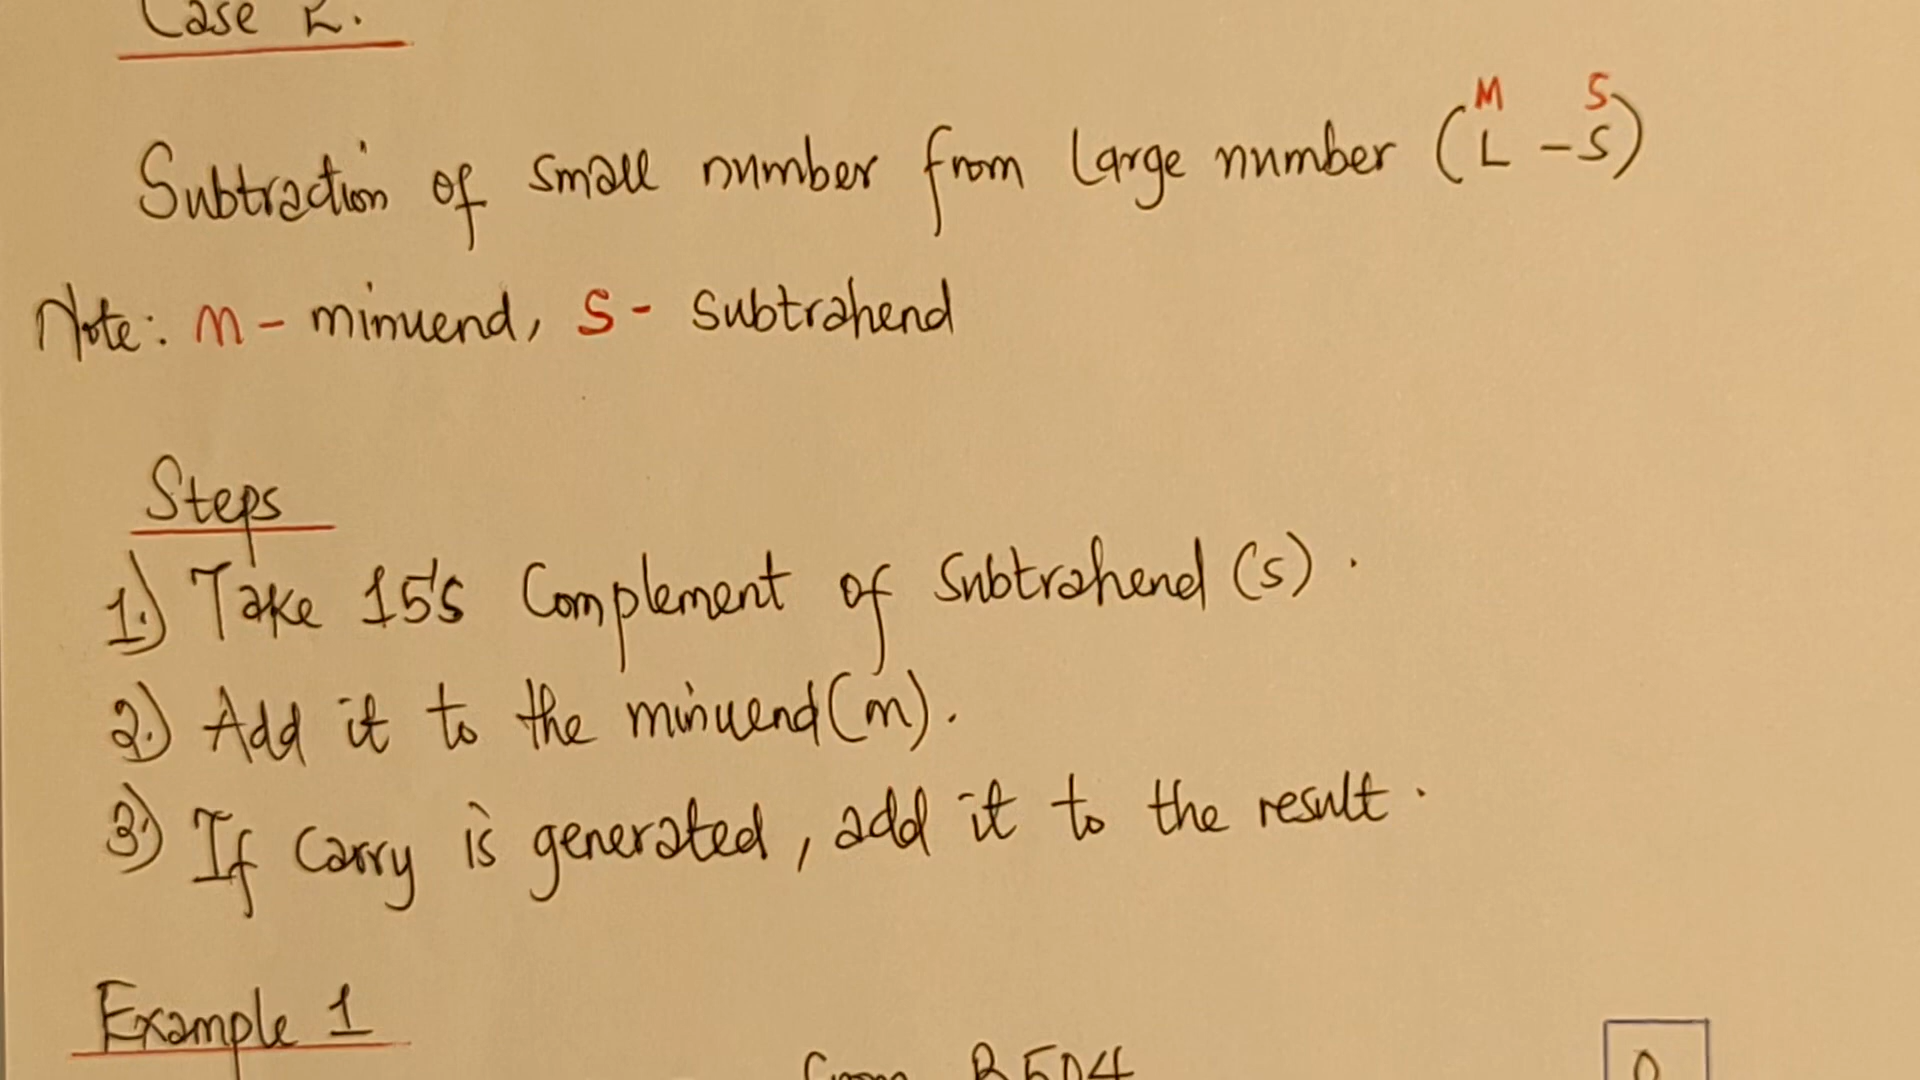 Case
M S
Subtraction of small number from Large number (L - S)
Note: M - minuend, S - Subtrahend
Steps
1.) Take 15's Complement of Subtrahend (S).
2.) Add it to the minuend (M).
3.) If Carry is generated, add it to the result.
Example 1
B5D4